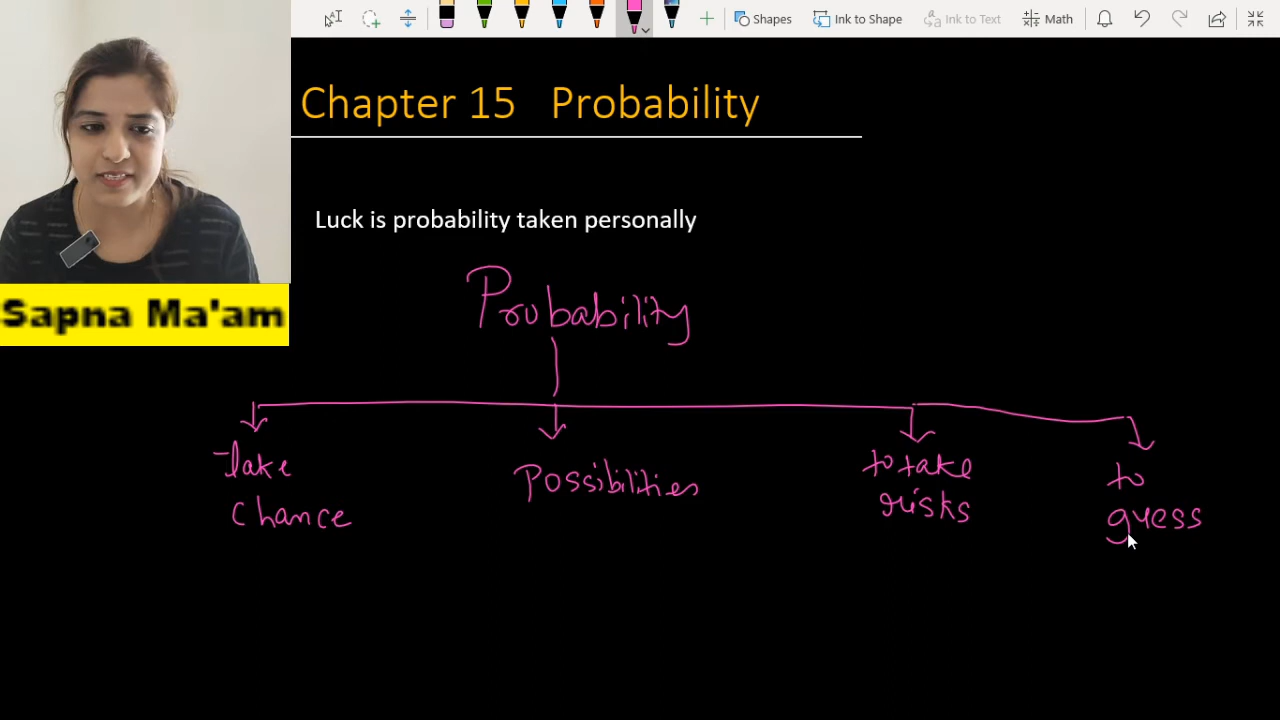 Shapes
Ink to Shape
Ink to Text
Math
Chapter 15 Probability
Luck is probability taken personally
Sapna Ma'am
Probability
Take
chance
Possibilities
to take
risks
to
guess